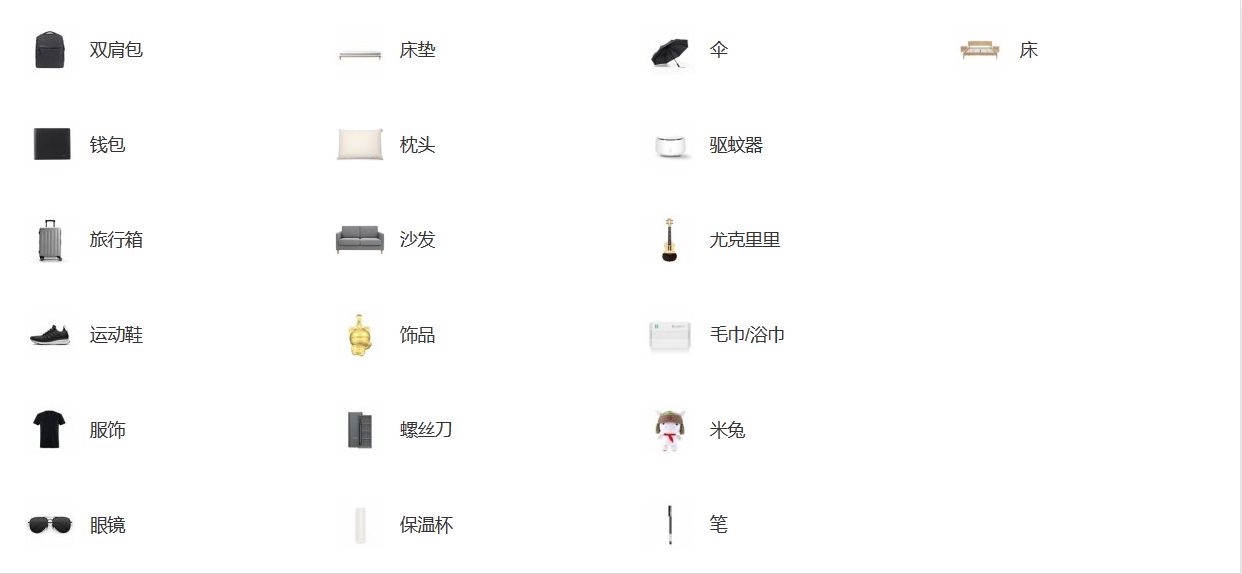 双肩包
床垫
伞
床
钱包
枕头
驱蚊器
旅行箱
沙发
尤克里里
运动鞋
饰品
毛巾/浴巾
服饰
螺丝刀
米兔
眼镜
保温杯
笔